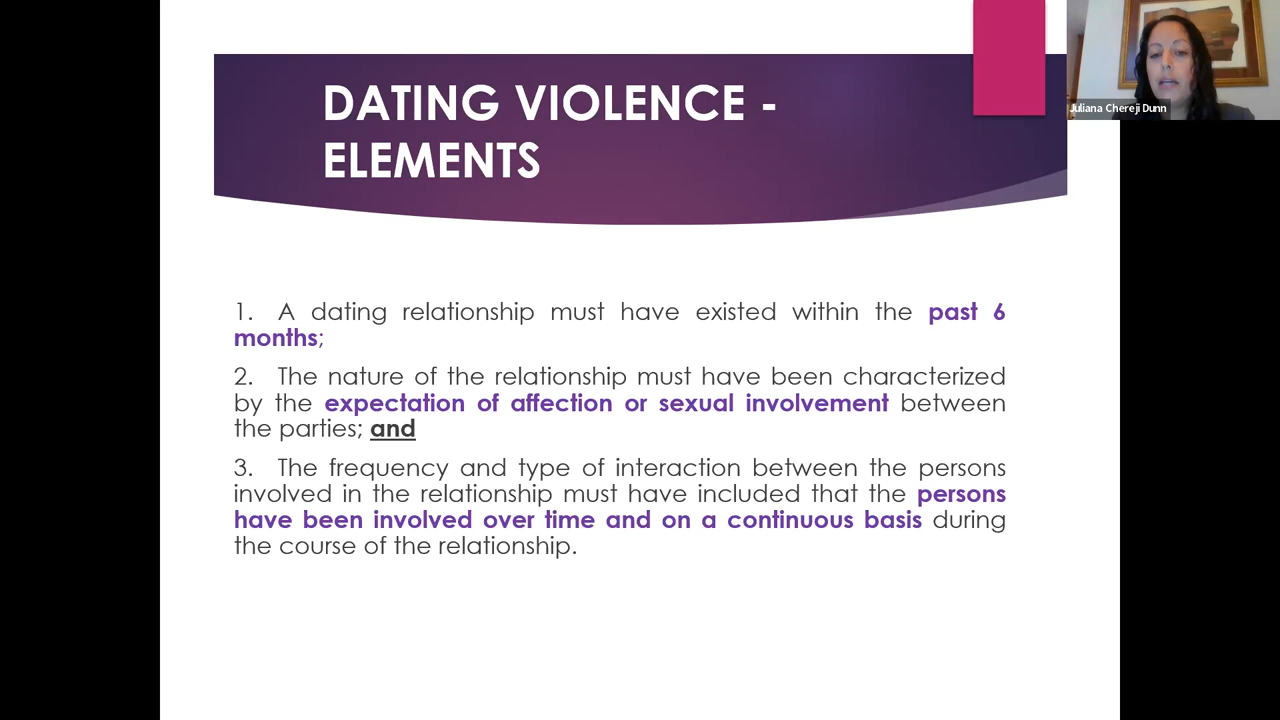 DATING VIOLENCE -
ELEMENTS
Juliana Chereji Dunn
1. A dating relationship must have existed within the past 6
months;
2. The nature of the relationship must have been characterized
by the expectation of affection or sexual involvement between
the parties; and
3. The frequency and type of interaction between the persons
involved in the relationship must have included that the persons
have been involved over time and on a continuous basis during
the course of the relationship.